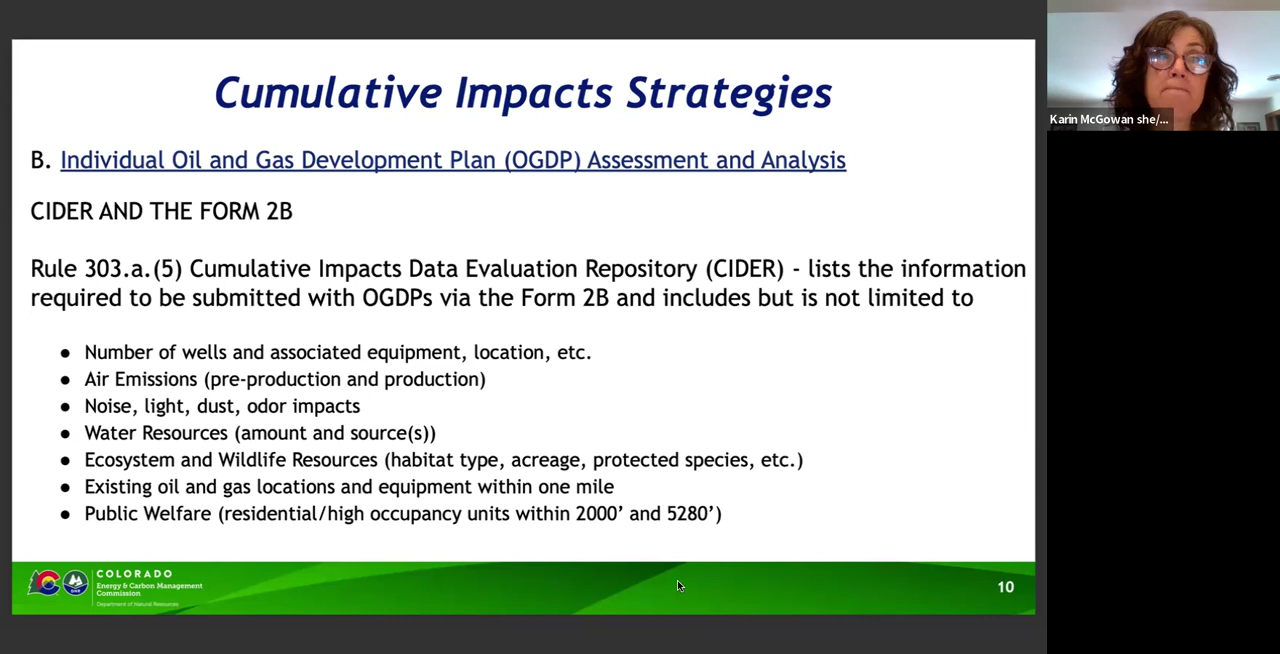 Cumulative Impacts Strategies
B. Individual Oil and Gas Development Plan (OGDP) Assessment and Analysis
CIDER AND THE FORM 2B
Rule 303.a.(5) Cumulative Impacts Data Evaluation Repository (CIDER) - lists the information
required to be submitted with OGDPs via the Form 2B and includes but is not limited to
● Number of wells and associated equipment, location, etc.
● Air Emissions (pre-production and production)
● Noise, light, dust, odor impacts
● Water Resources (amount and source(s))
● Ecosystem and Wildlife Resources (habitat type, acreage, protected species, etc.)
● Existing oil and gas locations and equipment within one mile
● Public Welfare (residential/high occupancy units within 2000’ and 5280’)
COLORADO
Energy & Carbon Management
Commission
Department of Natural Resources
10
Karin McGowan she/...